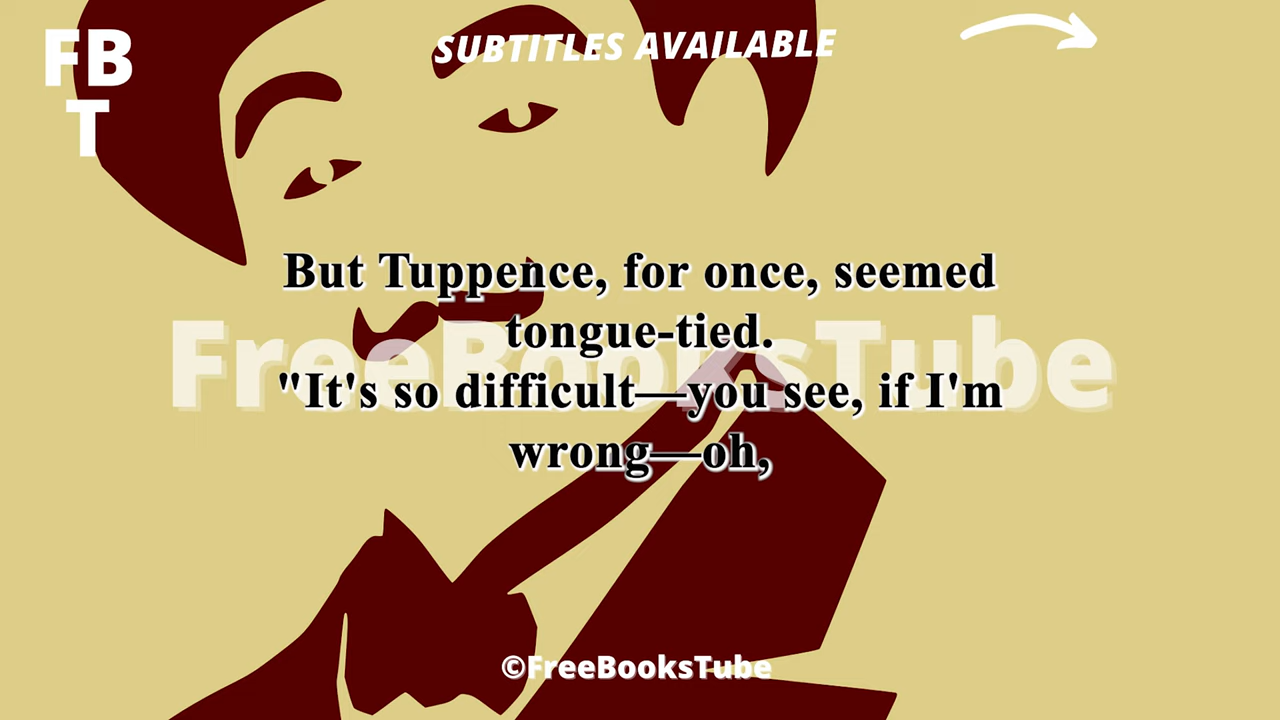 FB
T
SUBTITLES AVAILABLE
But Tuppence, for once, seemed
tongue-tied.
FreeBooksTube
"It's so difficult—you see, if I'm
wrong—oh,
©FreeBooksTube